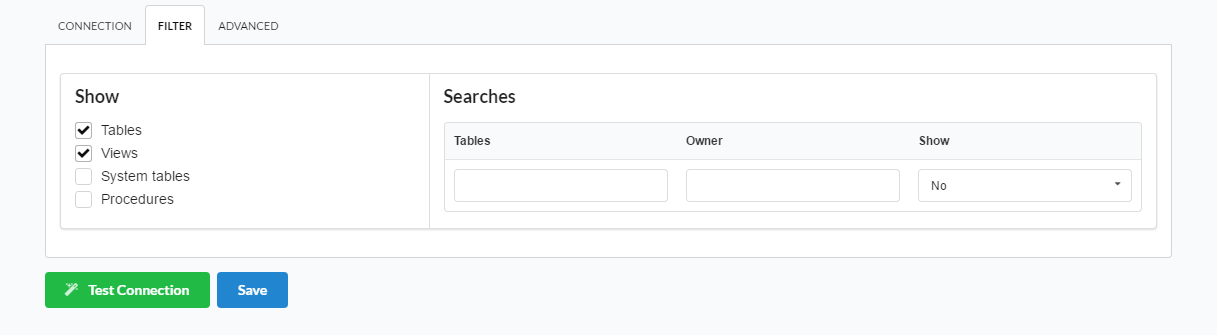 CONNECTION FILTER ADVANCED
Show
Tables
Views
System tables
Procedures
Searches
Tables Owner Show
No
Test Connection Save